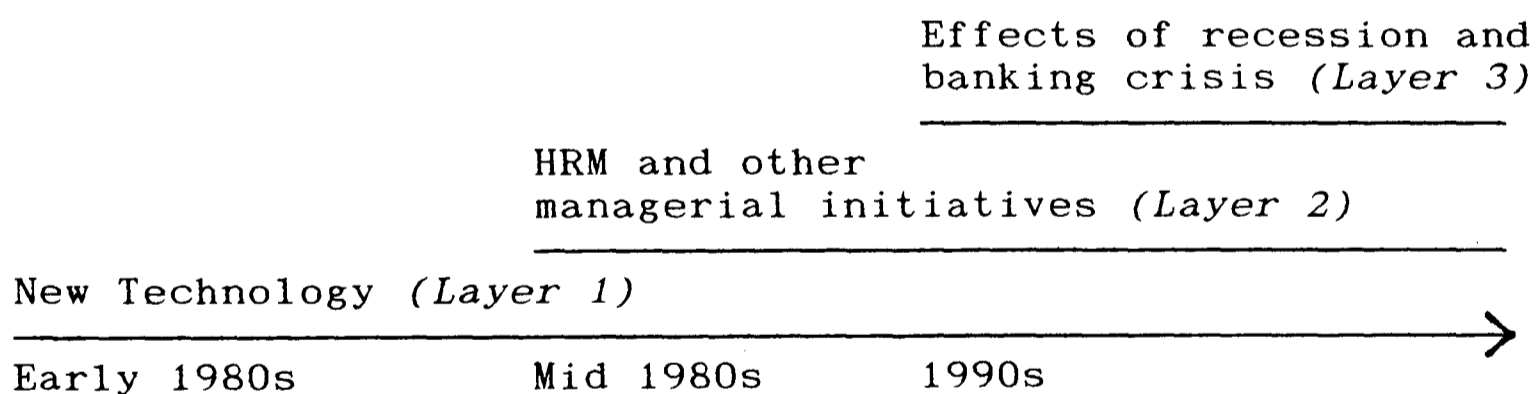 Effects of recession and
banking crisis (Layer 3)
HRM and other
managerial initiatives (Layer 2)
New Technology (Layer 1)
Early 1980s Mid 1980s 1990s